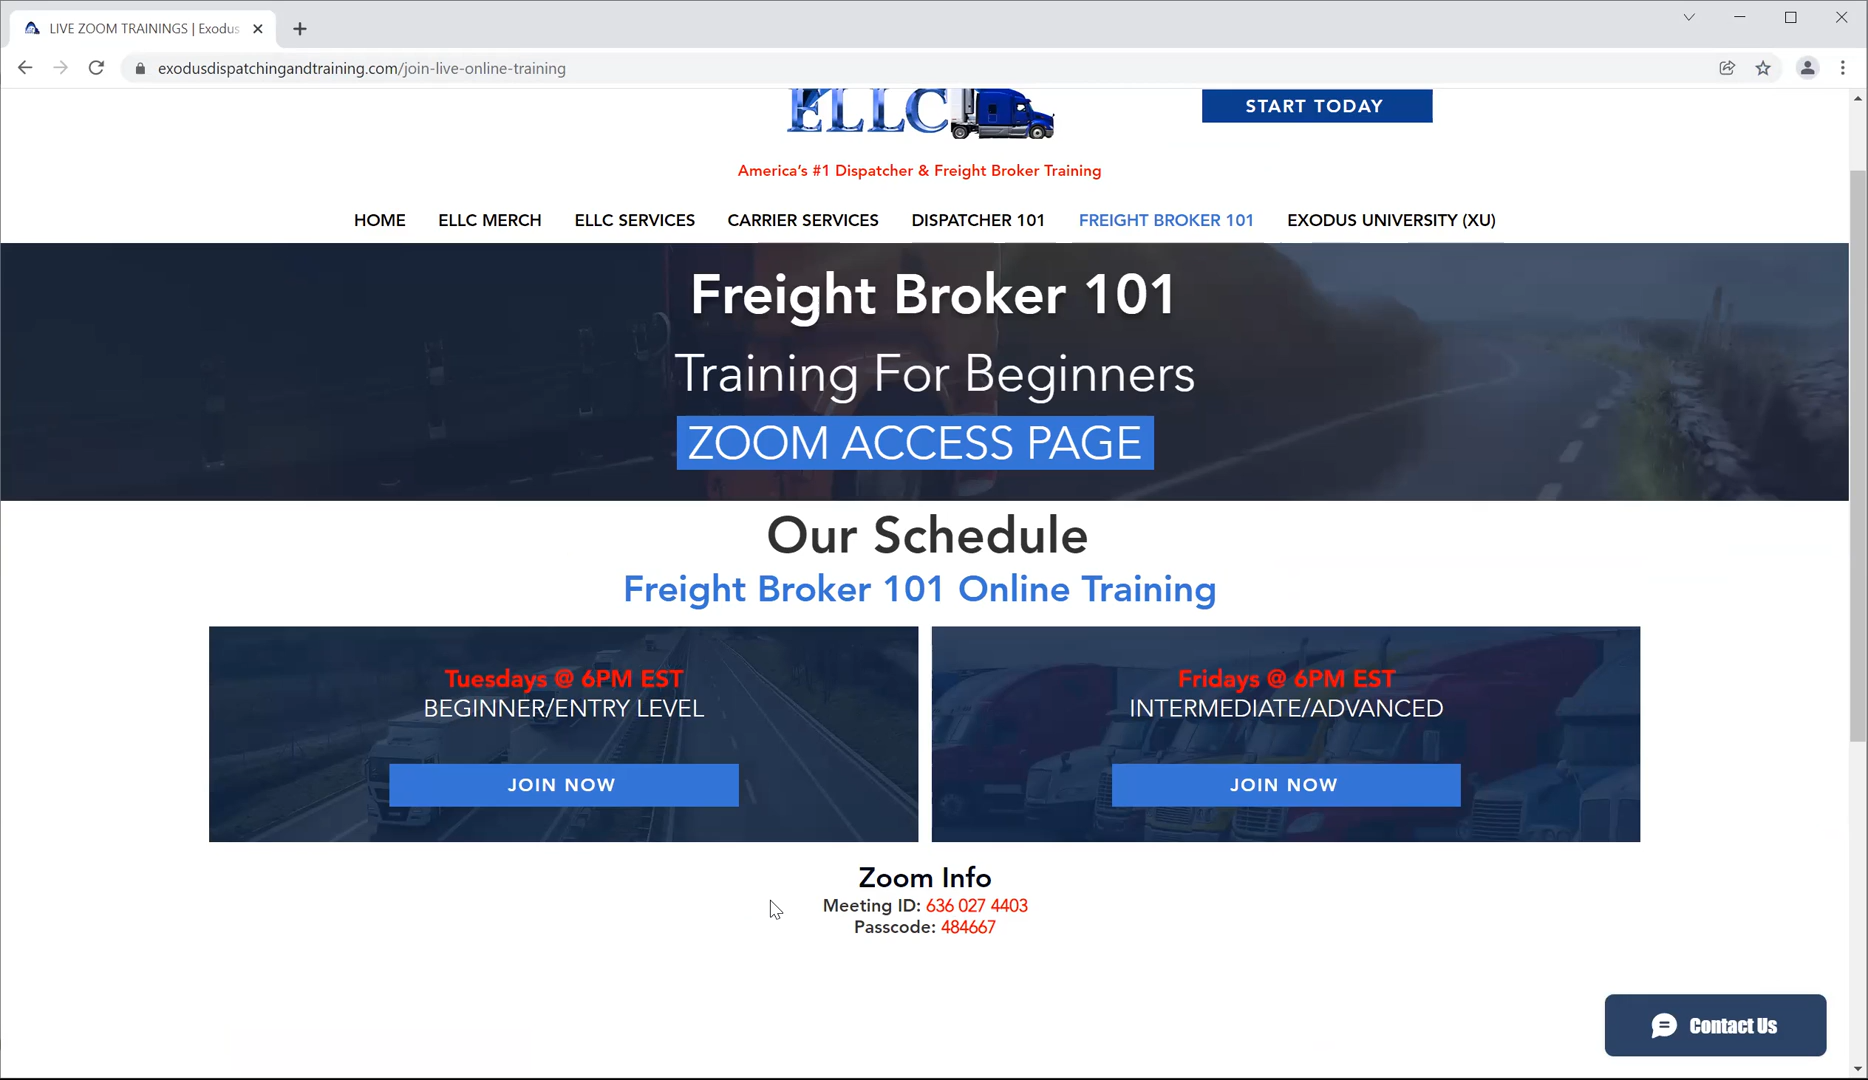 LIVE ZOOM TRAININGS | Exodus
exodusdispatchingandtraining.com/join-live-online-training
ELLC
START TODAY
America's #1 Dispatcher & Freight Broker Training
HOME ELLC MERCH ELLC SERVICES CARRIER SERVICES DISPATCHER 101 FREIGHT BROKER 101 EXODUS UNIVERSITY (XU)
Freight Broker 101
Training For Beginners
ZOOM ACCESS PAGE
Our Schedule
Freight Broker 101 Online Training
Tuesdays @ 6PM EST
BEGINNER/ENTRY LEVEL
JOIN NOW
Fridays @ 6PM EST
INTERMEDIATE/ADVANCED
JOIN NOW
Zoom Info
Meeting ID: 636 027 4403
Passcode: 484667
Contact Us